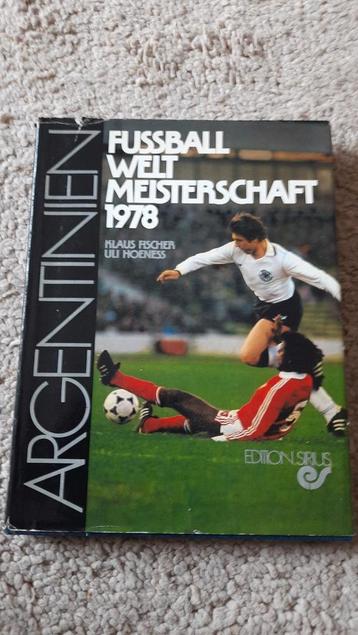 ARGENTINIEN
FUSSBALL
WELT
MEISTERSCHAFT
1978
KLAUS FISCHER
ULI HOENESS
EDITION SIRIUS